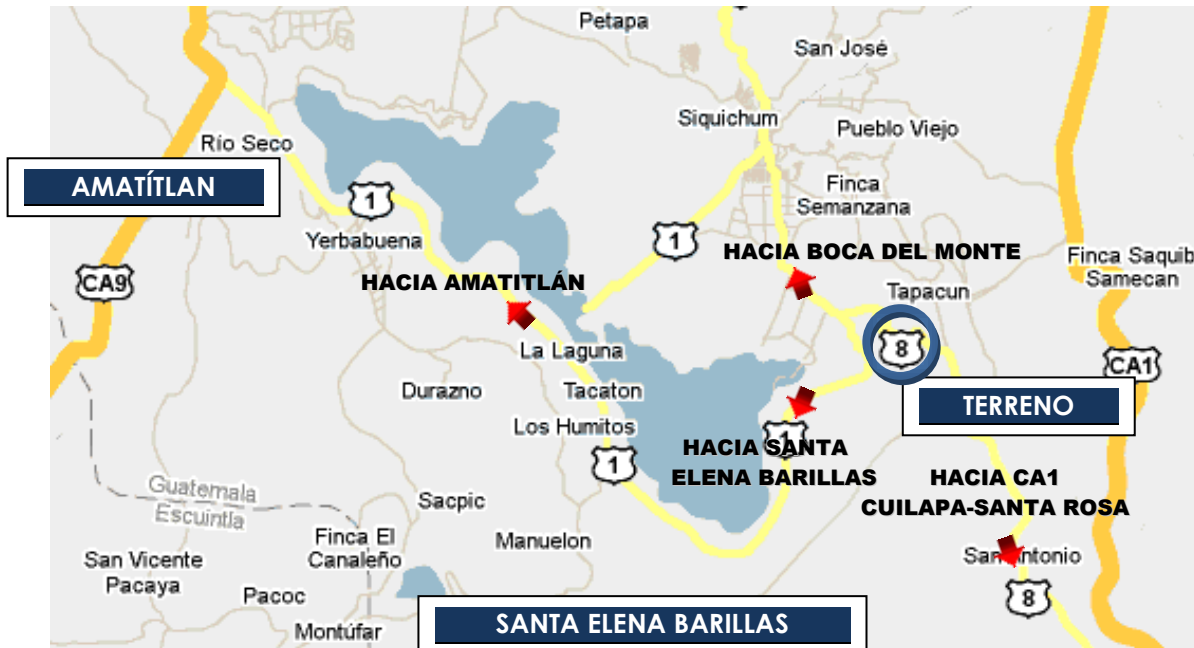 Petapa
San José
Siquichum
Pueblo Viejo
Río Seco
AMATÍTLAN
1
Finca
Semanzana
Yerbabuena
1
HACIA BOCA DEL MONTE
Finca Saquib
Samecan
CA9
HACIA AMATITLÁN
Tapacun
8
La Laguna
CA1
Durazno
Tacaton
TERRENO
Los Humitos
1
HACIA SANTA
ELENA BARILLAS
1
HACIA CA1
CUILAPA-SANTA ROSA
Guatemala
Escuintla
Sacpic
Finca El
Canaleño
Manuelon
San Antonio
San Vicente
Pacaya
Pacoc
8
Montúfar
SANTA ELENA BARILLAS